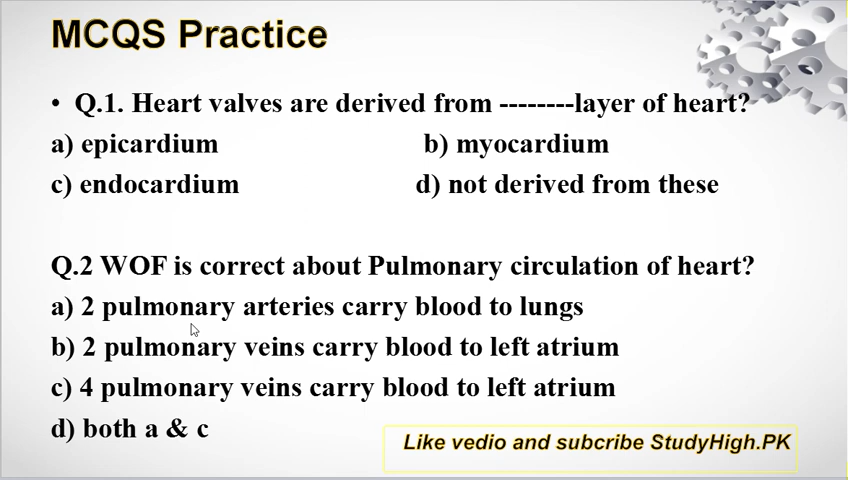 MCQS Practice
• Q.1. Heart valves are derived from --------layer of heart?
a) epicardium b) myocardium
c) endocardium d) not derived from these
Q.2 WOF is correct about Pulmonary circulation of heart?
a) 2 pulmonary arteries carry blood to lungs
b) 2 pulmonary veins carry blood to left atrium
c) 4 pulmonary veins carry blood to left atrium
d) both a & c
Like vedio and subcribe StudyHigh.PK